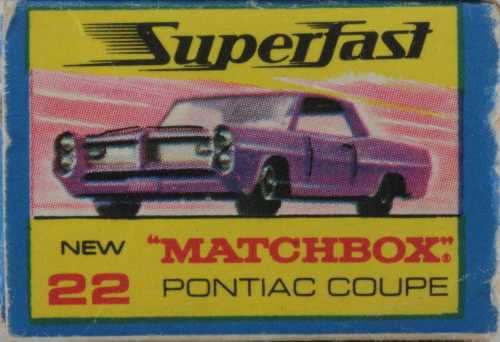 Superfast
NEW "MATCHBOX"®
22 PONTIAC COUPE